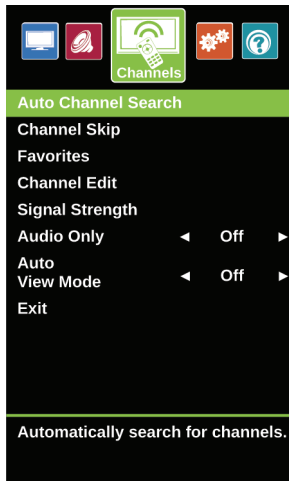 Channels
Auto Channel Search
Channel Skip
Favorites
Channel Edit
Signal Strength
Audio Only ◄ Off ►
Auto
View Mode ◄ Off ►
Exit
Automatically search for channels.